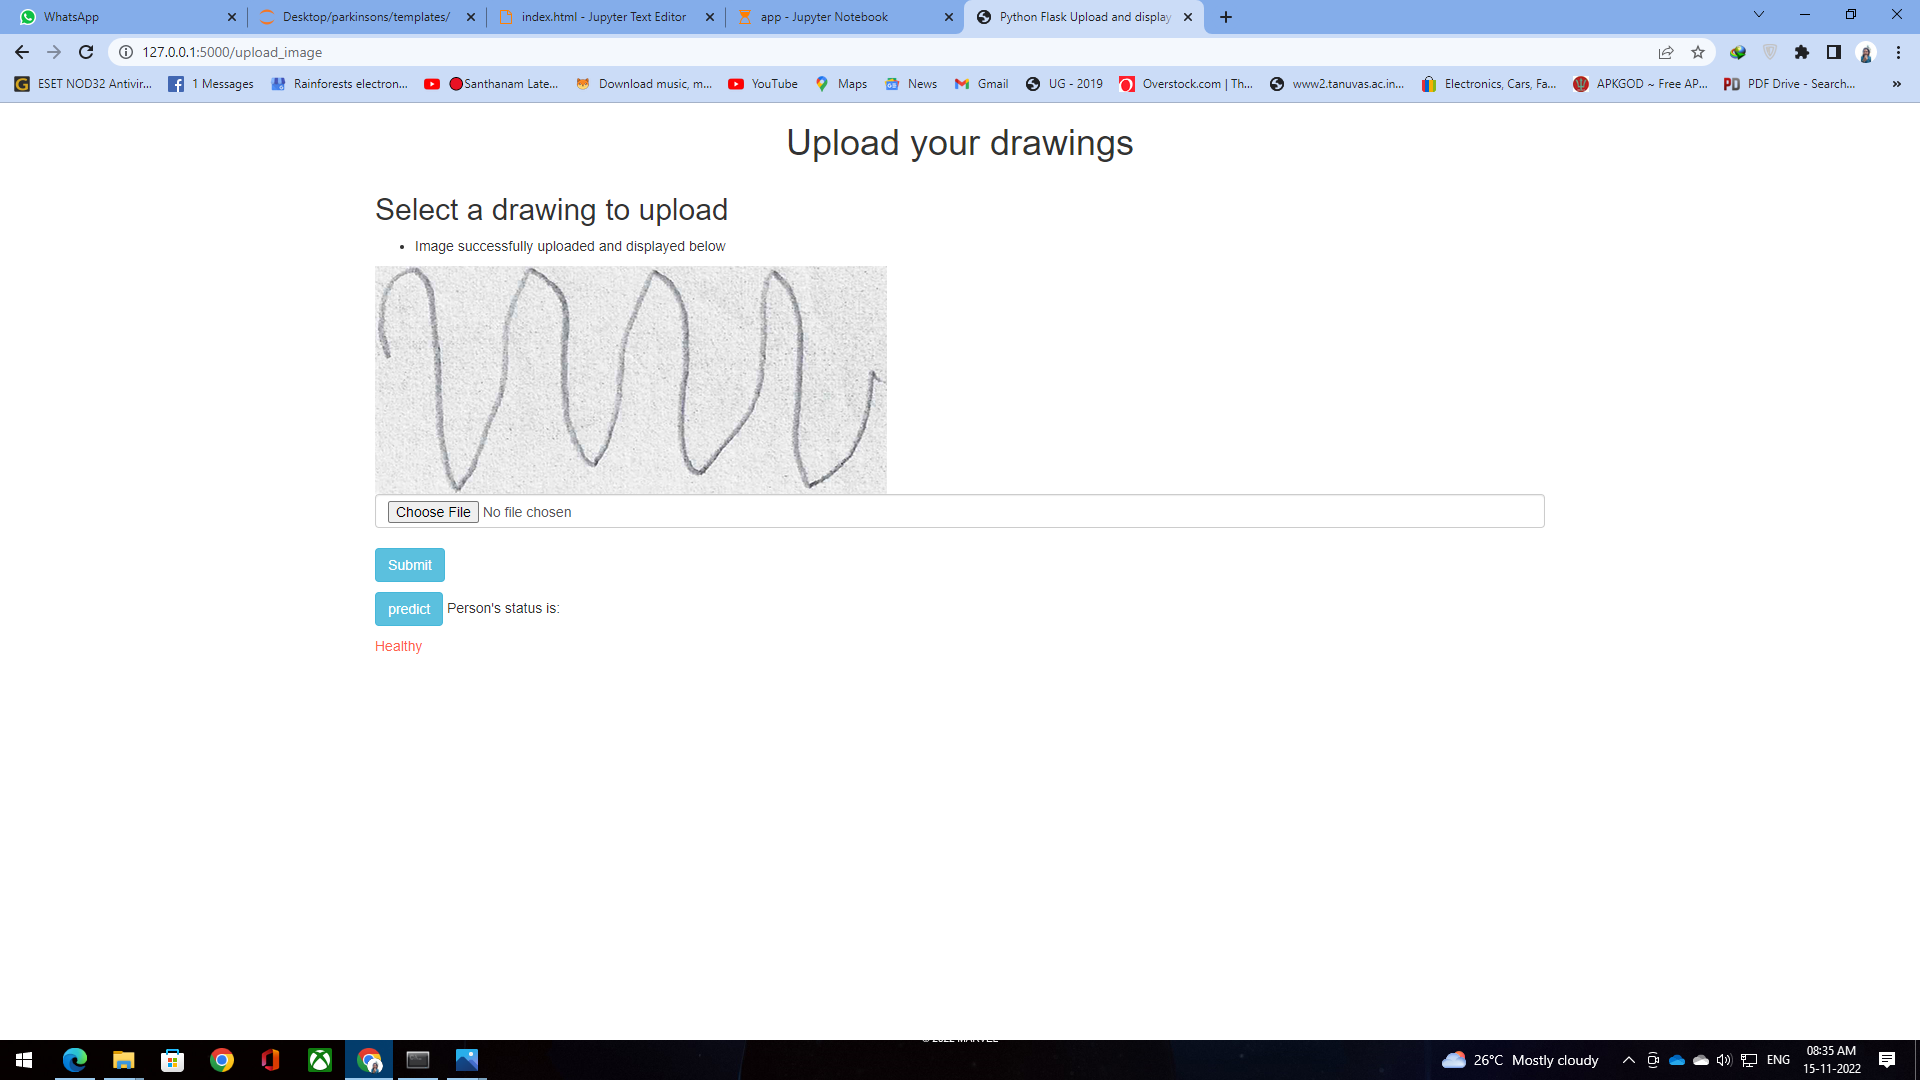 WhatsApp
Desktop/parkinsons/templates/
index.html - Jupyter Text Editor
app - Jupyter Notebook
Python Flask Upload and display
127.0.0.1:5000/upload_image
ESET NOD32 Antivir...
1 Messages
Rainforests electron...
Santhanam Late...
Download music, m...
YouTube
Maps
News
Gmail
UG - 2019
Overstock.com | Th...
www2.tanuvas.ac.in...
Electronics, Cars, Fa...
APKGOD ~ Free AP...
PDF Drive - Search...
»
Upload your drawings
Select a drawing to upload
• Image successfully uploaded and displayed below
Choose File No file chosen
Submit
predict Person's status is:
Healthy
© 2022 MARVEL
26°C Mostly cloudy
ENG
08:35 AM
15-11-2022